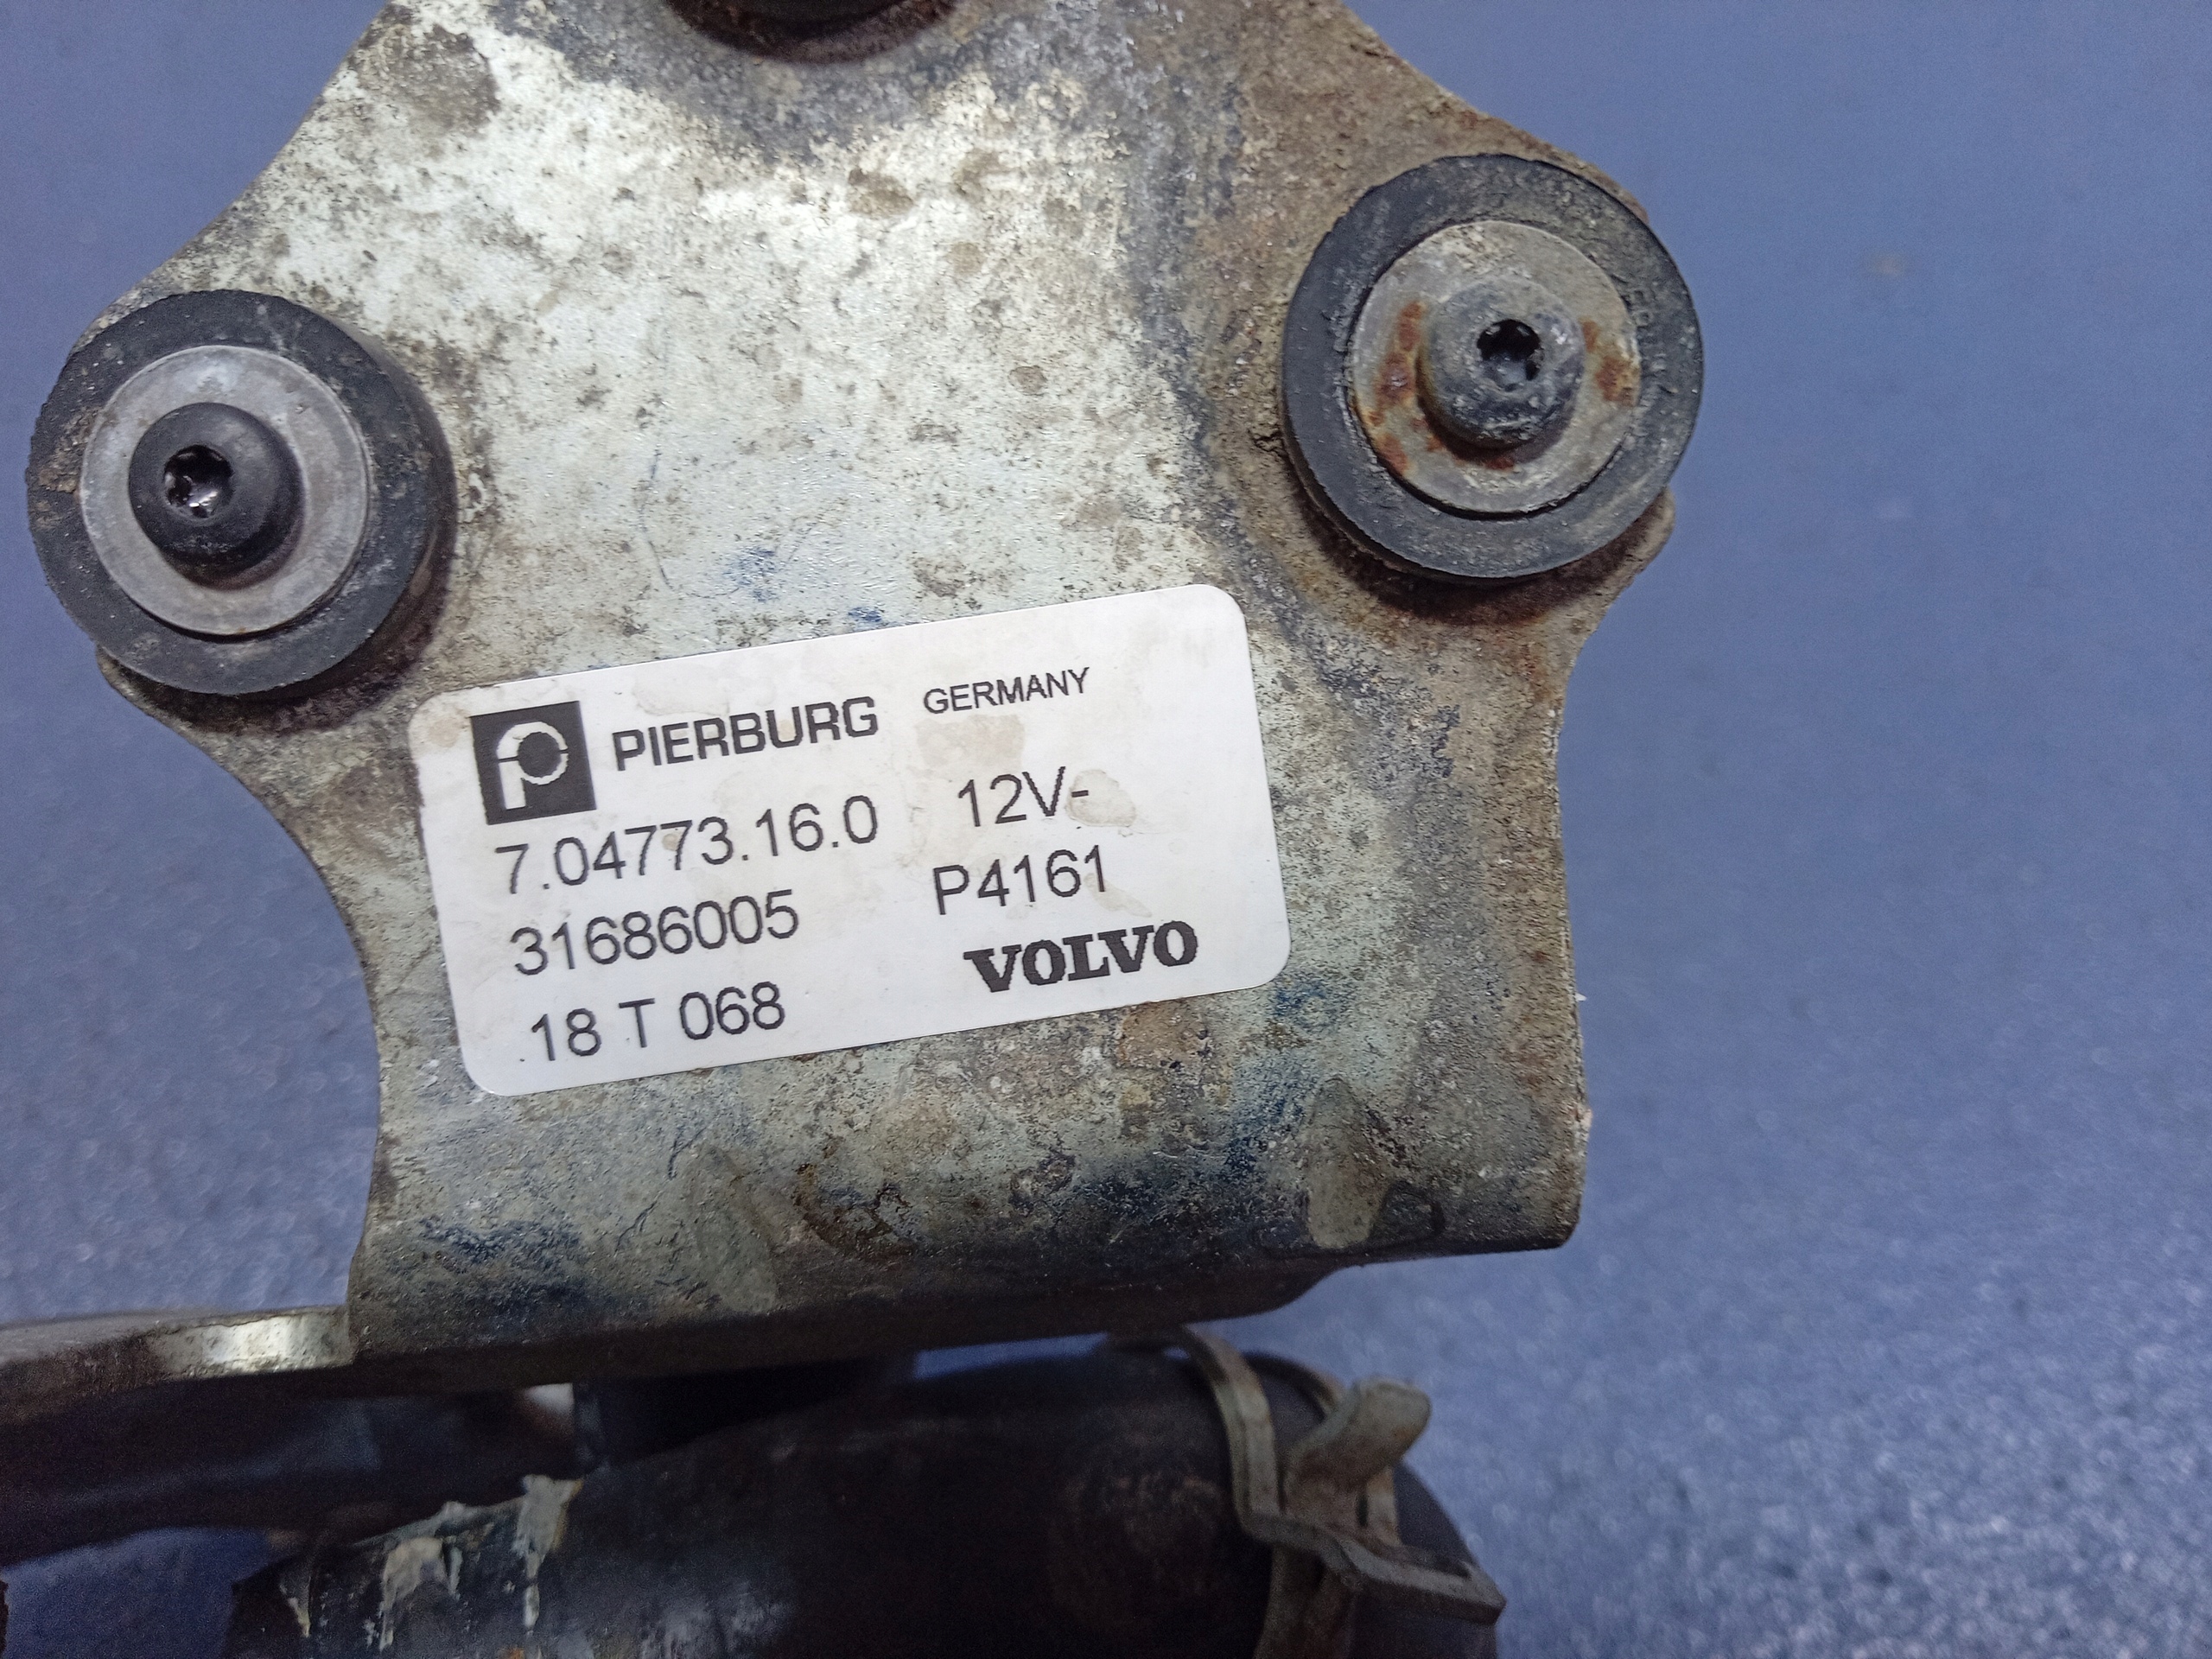 PIERBURG GERMANY
7.04773.16.0 12V-
31686005 P4161
18 T 068 VOLVO